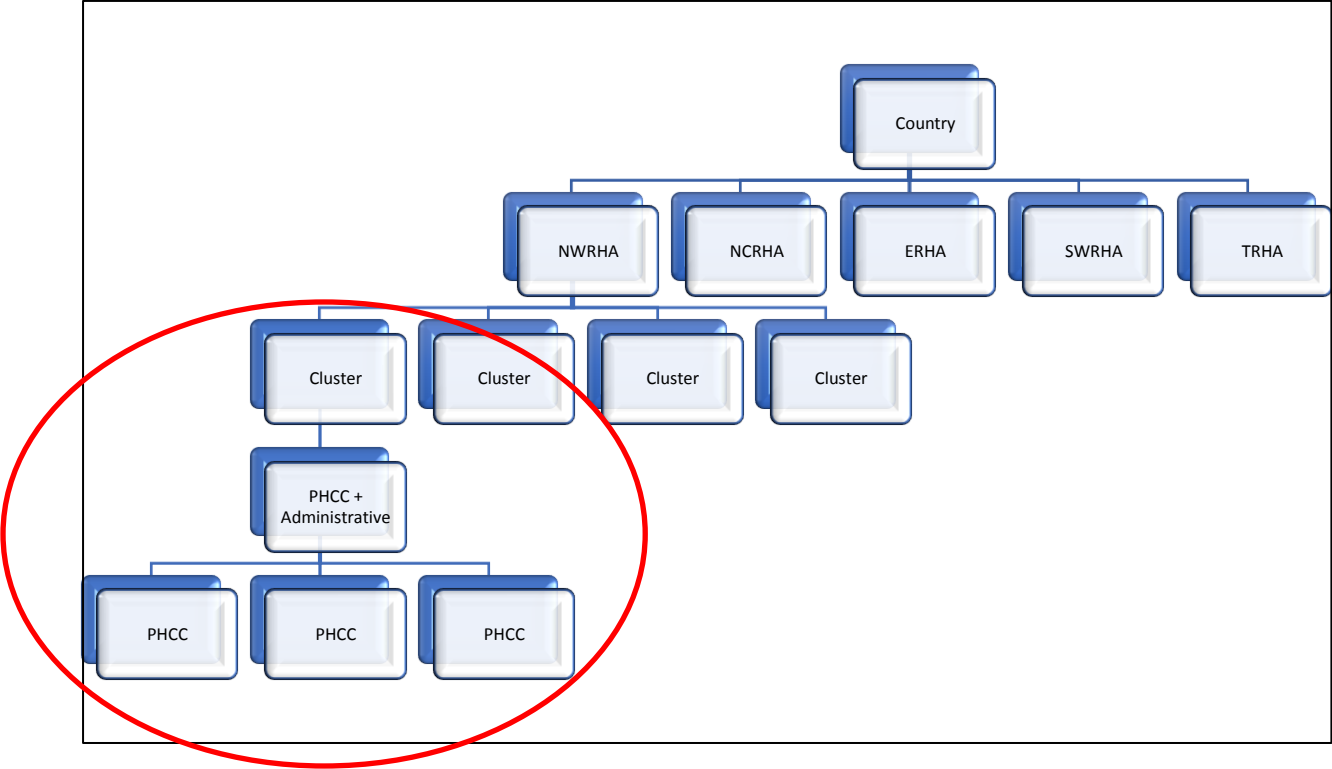 Country
NWRHA
NCRHA
ERHA
SWRHA
TRHA
Cluster
Cluster
Cluster
Cluster
PHCC +
Administrative
PHCC
PHCC
PHCC